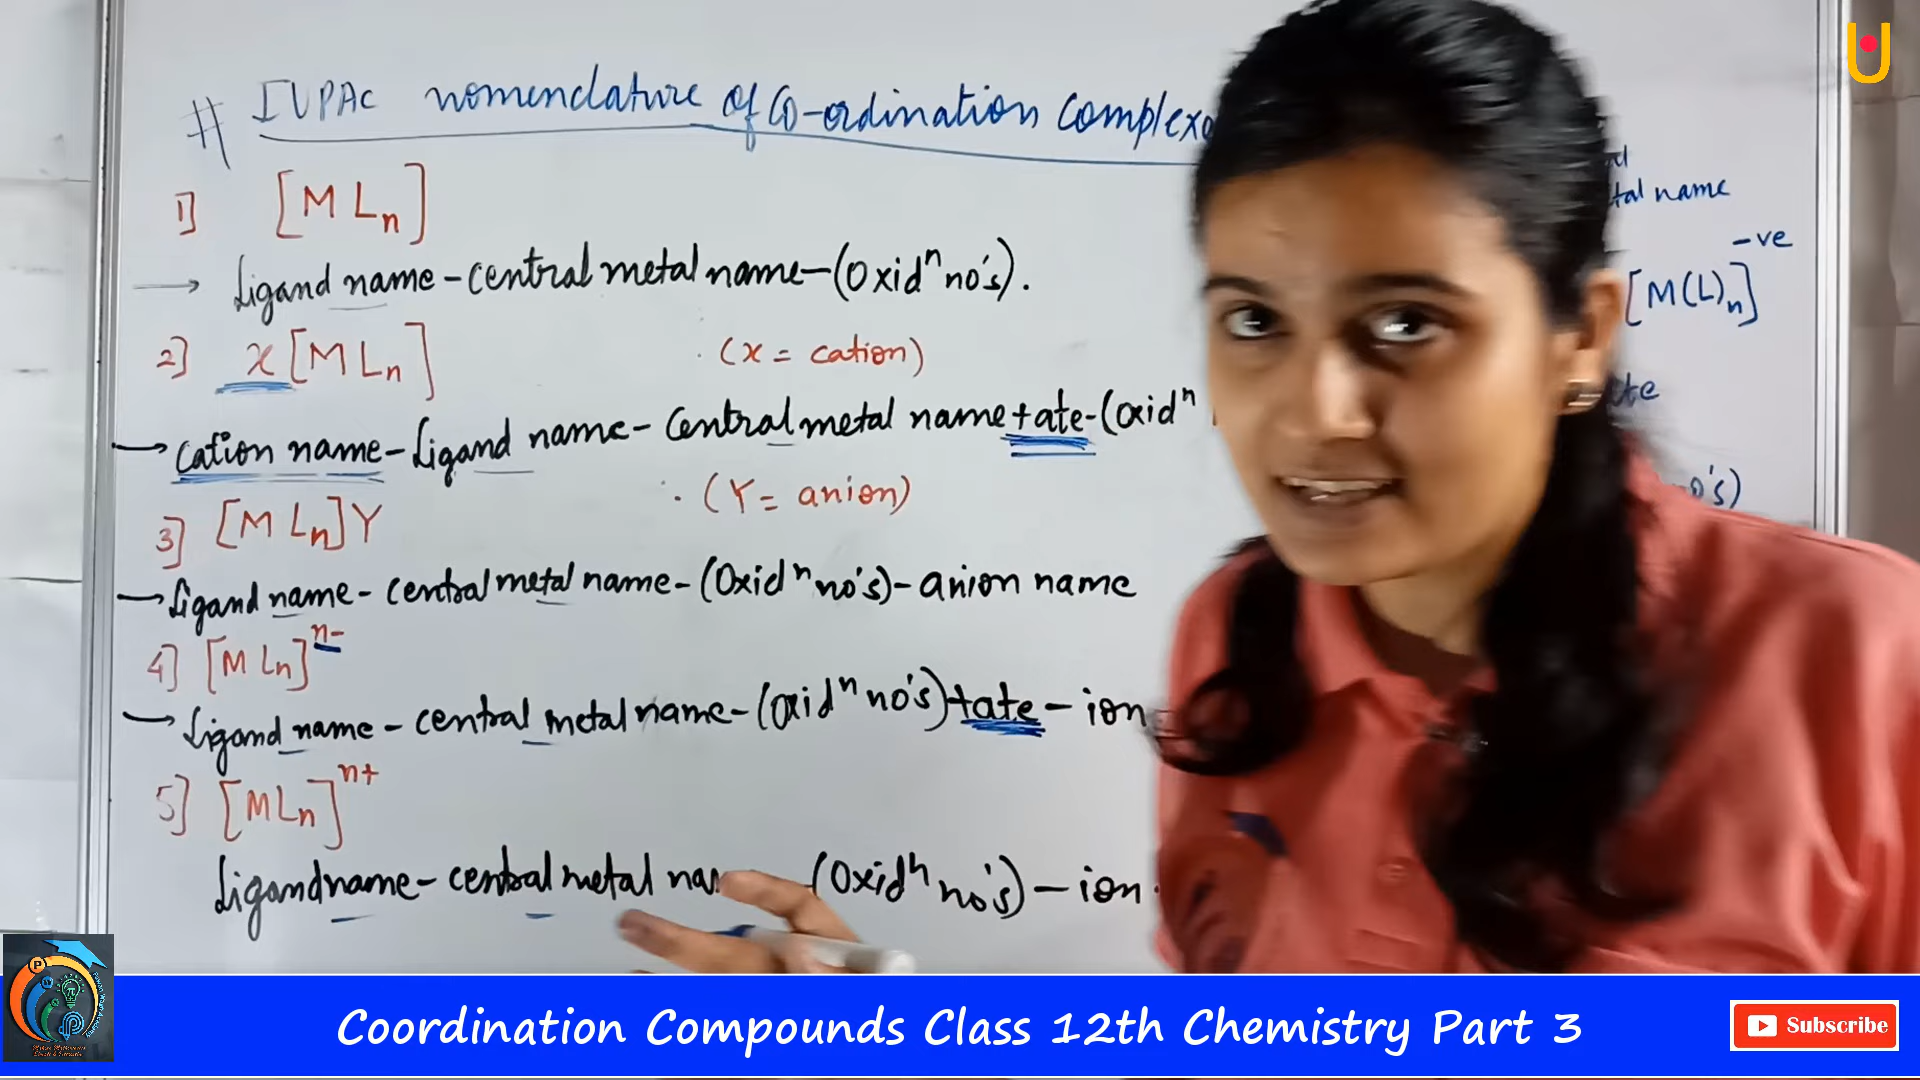 # IUPAC nomenclature of Co-ordination Complexe
1] [M Ln]
→ Ligand name - central metal name - (Oxidⁿ no's).
2] x [M Ln] (x = cation)
→ cation name - Ligand name - Central metal name + ate - (Oxidⁿ
3] [M Ln] Y ∴ (Y = anion)
→ Ligand name - central metal name - (Oxidⁿ no's) - anion name
4] [M Ln]ⁿ⁻
→ Ligand name - central metal name - (Oxidⁿ no's) + ate - ion
5] [M Ln]ⁿ⁺
Ligand name - central metal (Oxidⁿ no's) - ion.
name
[M(L)n]⁻ᵛᵉ
no's)
Coordination Compounds Class 12th Chemistry Part 3
Subscribe